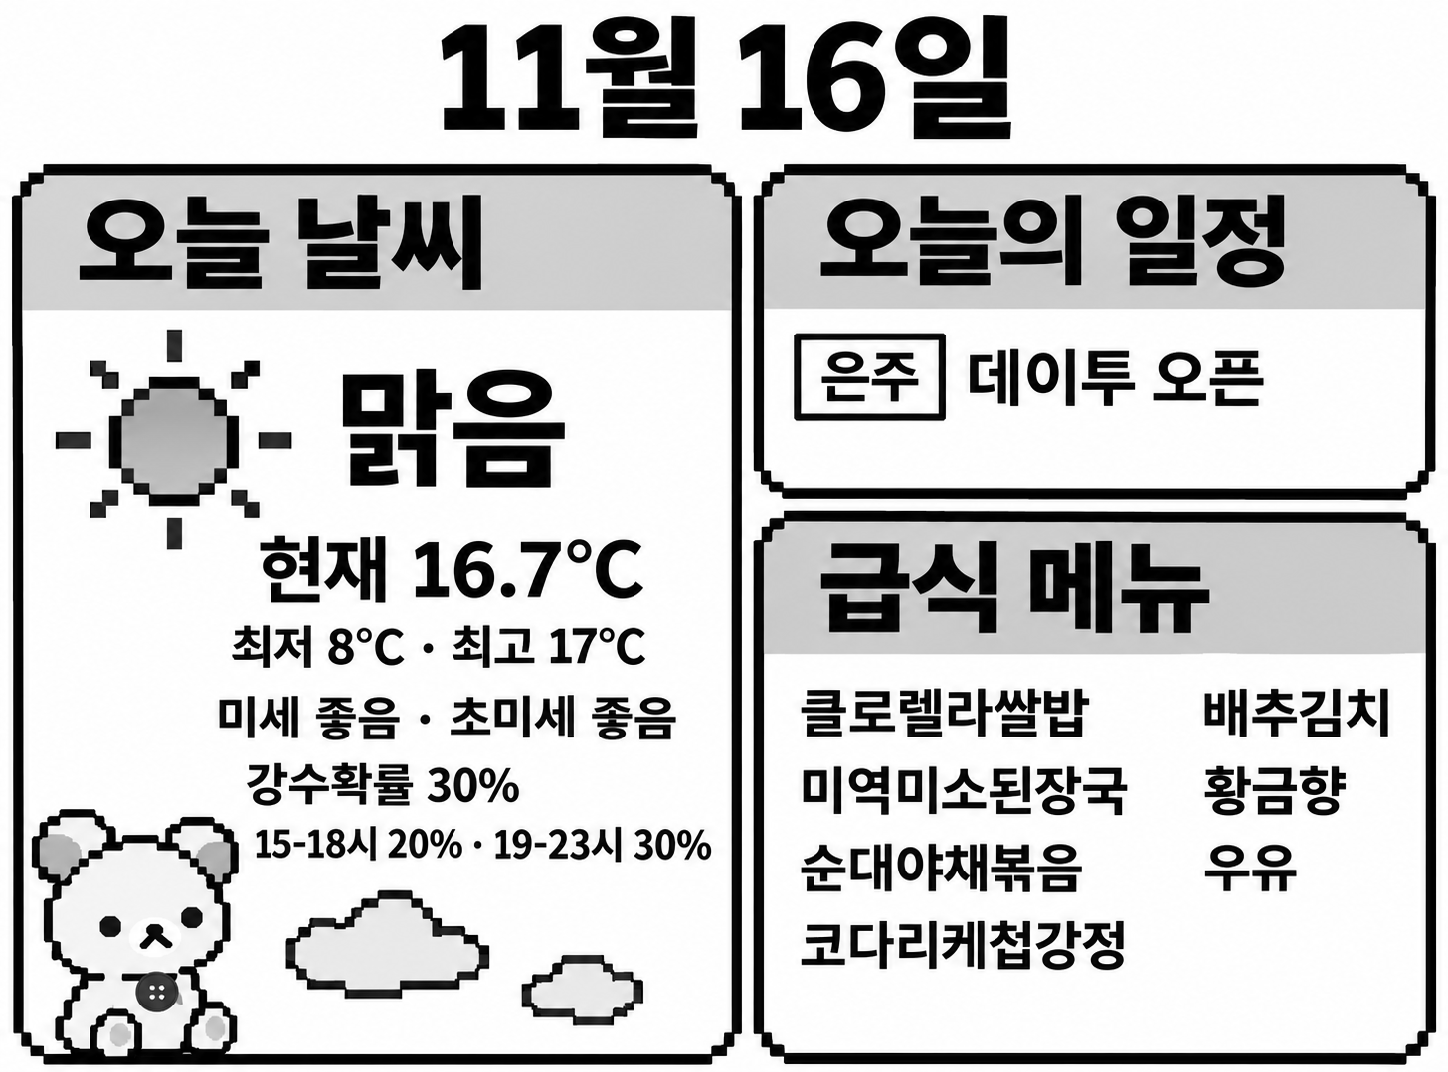 11월 16일
오늘 날씨
맑음
현재 16.7°C
최저 8°C · 최고 17°C
미세 좋음 · 초미세 좋음
강수확률 30%
15-18시 20% · 19-23시 30%
오늘의 일정
은주 데이투 오픈
급식 메뉴
클로렐라쌀밥
미역미소된장국
순대야채볶음
코다리케첩강정
배추김치
황금향
우유